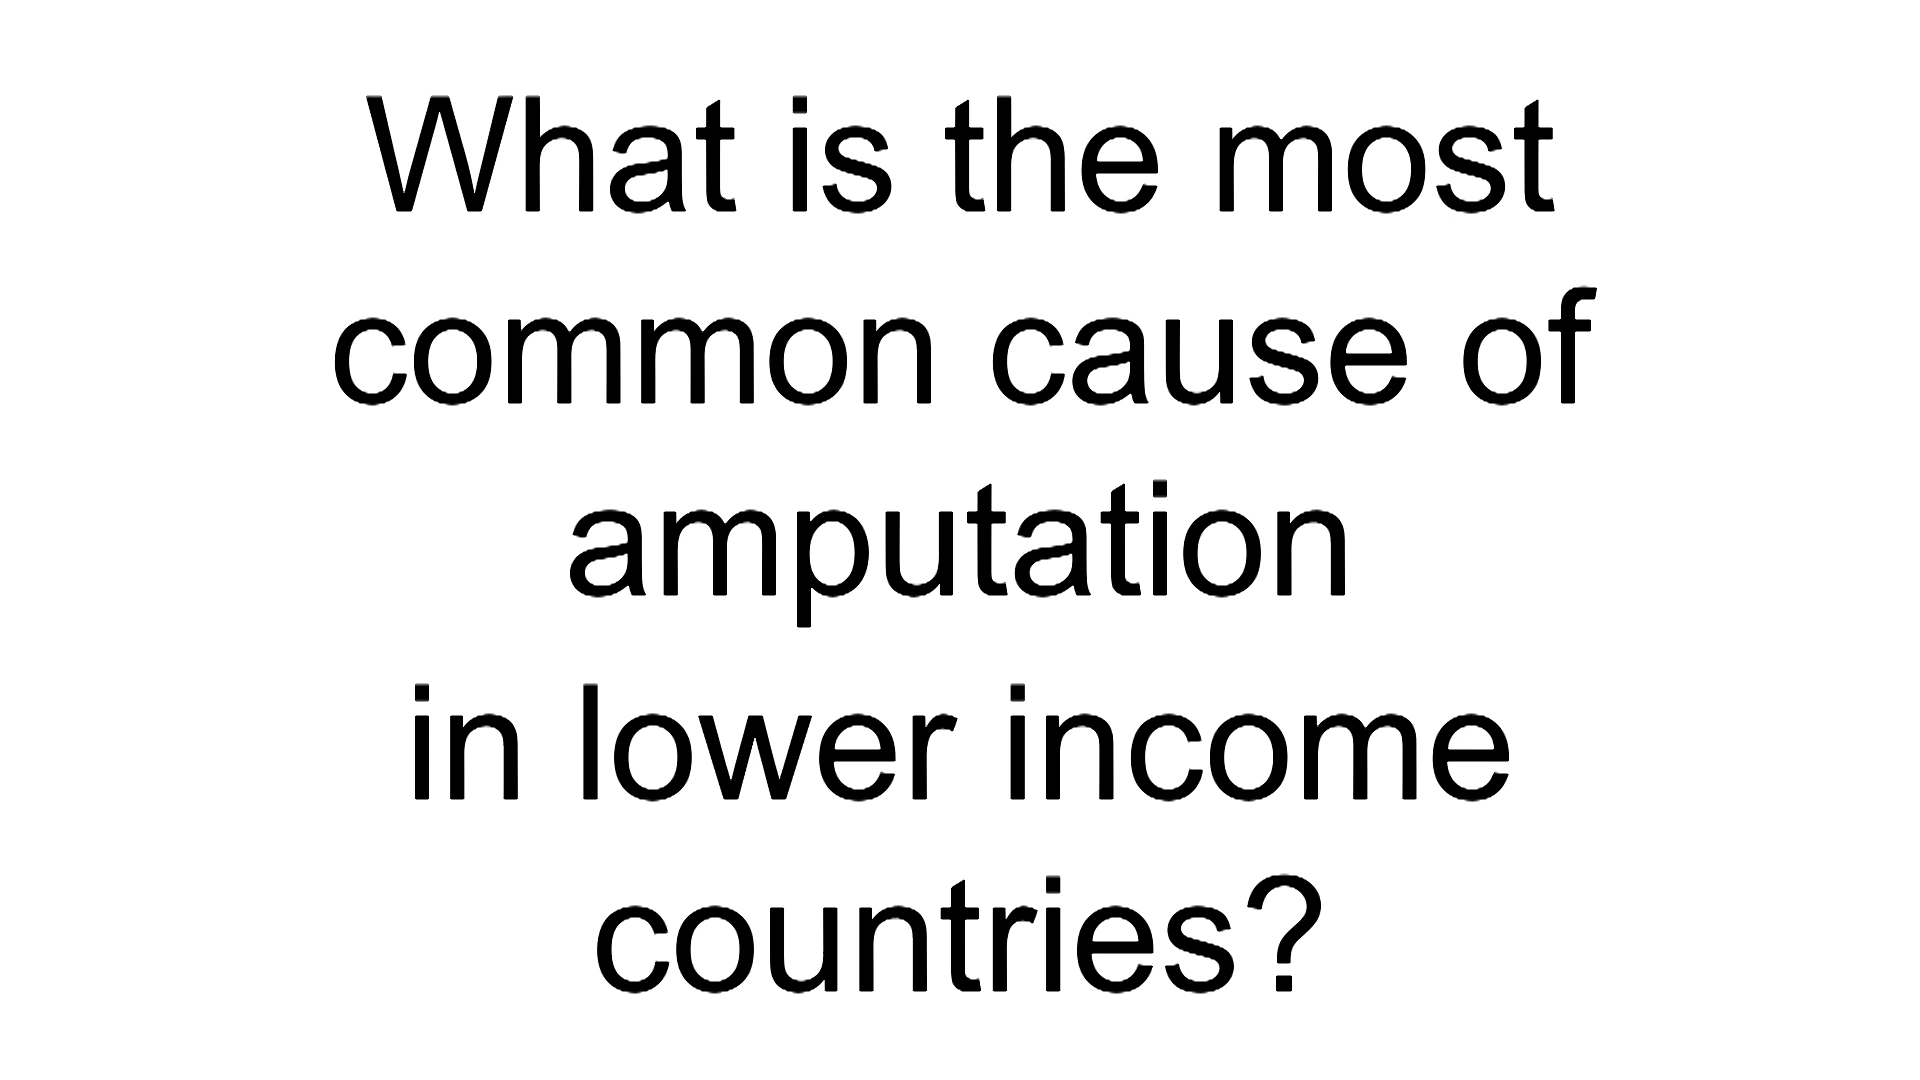 What is the most
common cause of
amputation
in lower income
countries?